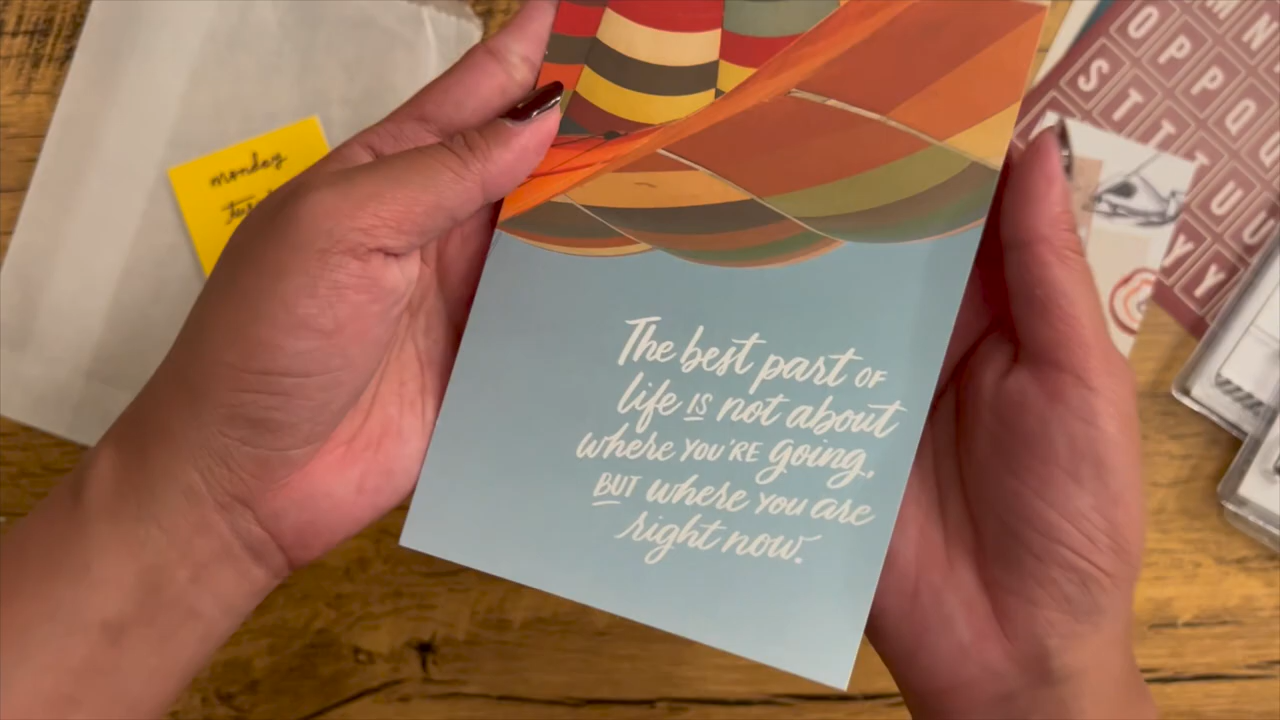 monday
The best part OF
life IS not about
where YOU'RE going,
BUT where you are
right now.
M N
O P P Q
S T T U
U U
Y Y